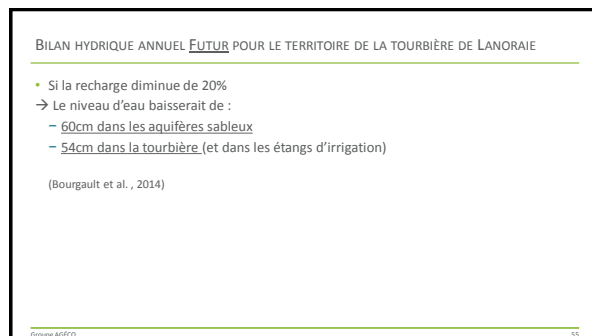 BILAN HYDRIQUE ANNUEL FUTUR POUR LE TERRITOIRE DE LA TOURBIÈRE DE LANORAIE
• Si la recharge diminue de 20%
→ Le niveau d'eau baisserait de :
− 60cm dans les aquifères sableux
− 54cm dans la tourbière (et dans les étangs d'irrigation)
(Bourgault et al. , 2014)
Groupe AGÉCO 55